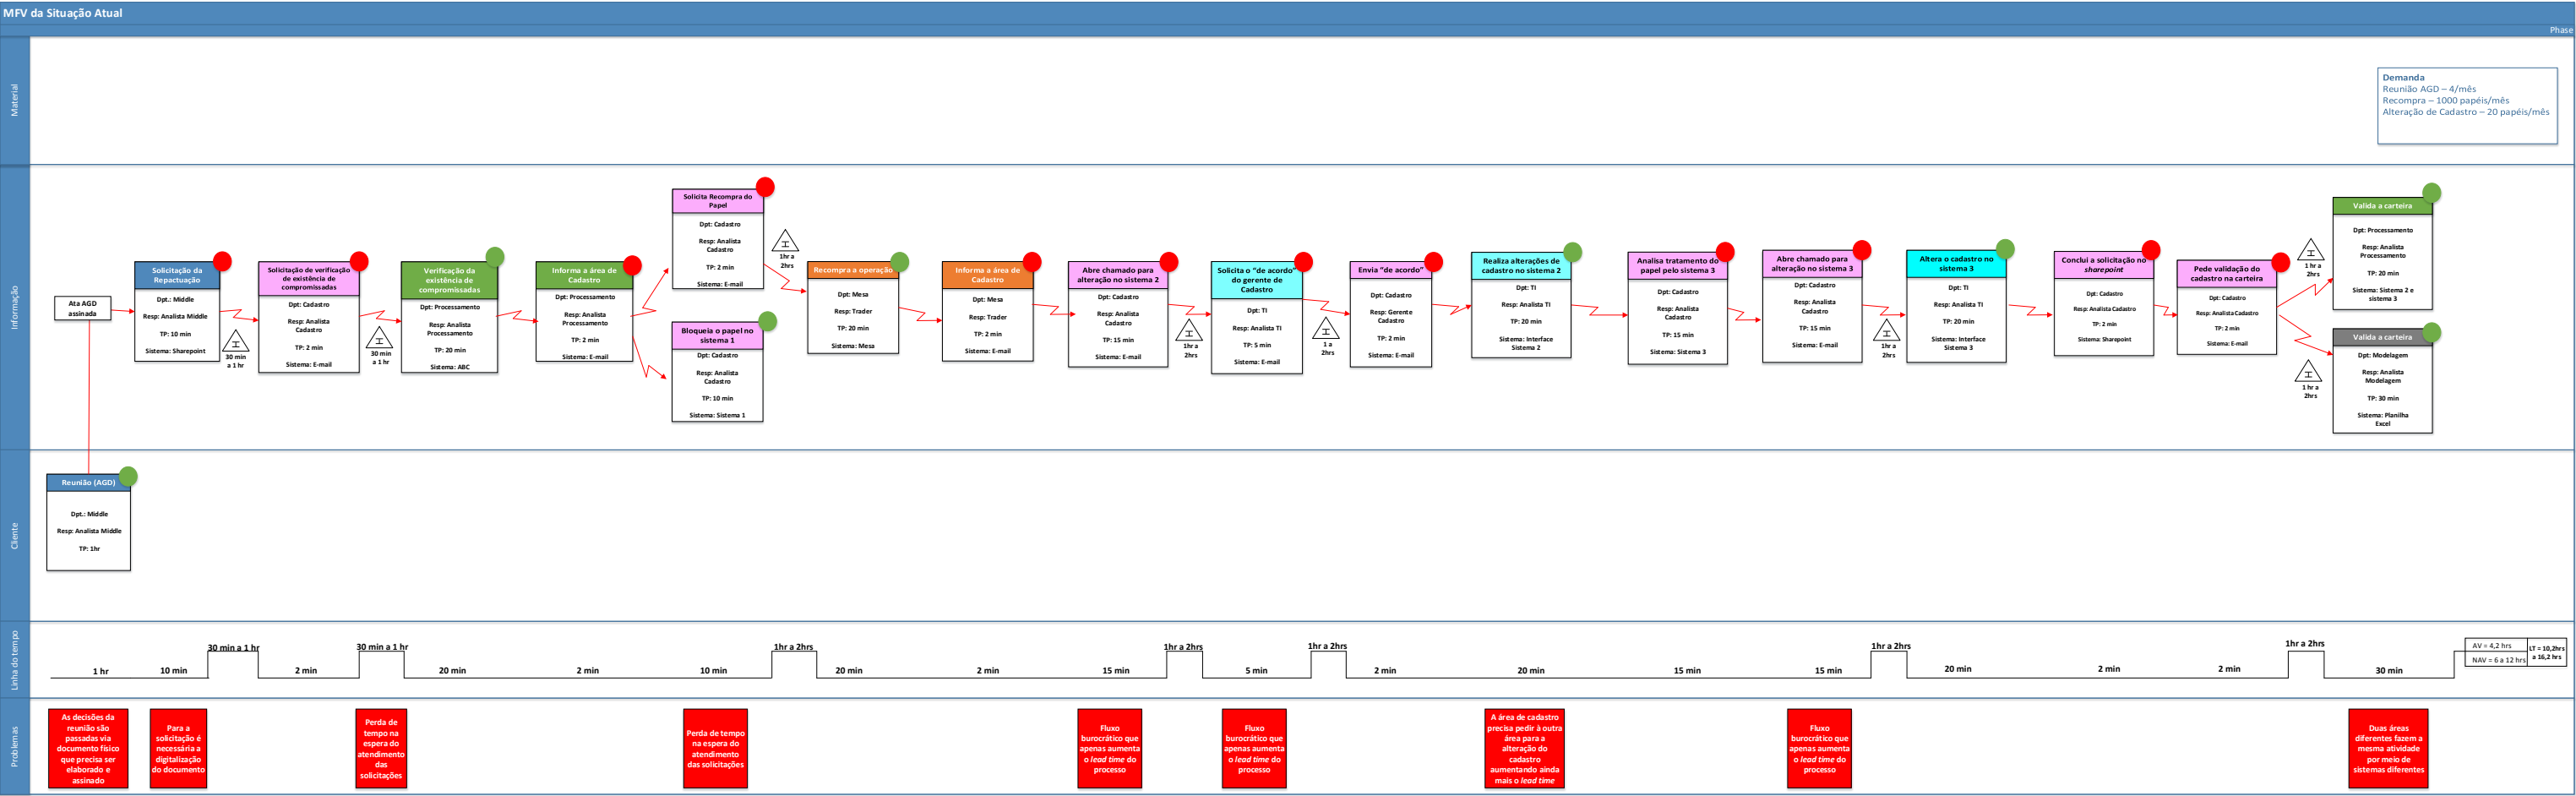 MFV da Situação Atual
Phase
Material
Demanda
Reunião AGD – 4/mês
Recompra – 1000 papéis/mês
Alteração de Cadastro – 20 papéis/mês
Informação
Ata AGD
assinada
Solicitação da
Repactuação
Dpt.: Middle
Resp: Analista Middle
TP: 10 min
Sistema: Sharepoint
I
30 min
a 1 hr
Solicitação de verificação
de existência de
compromissadas
Dpt: Cadastro
Resp: Analista
Cadastro
TP: 2 min
Sistema: E-mail
I
30 min
a 1 hr
Verificação da
existência de
compromissadas
Dpt: Processamento
Resp: Analista
Processamento
TP: 20 min
Sistema: ABC
Informa a área de
Cadastro
Dpt: Processamento
Resp: Analista
Processamento
TP: 2 min
Sistema: E-mail
Solicita Recompra do
Papel
Dpt: Cadastro
Resp: Analista
Cadastro
TP: 2 min
Sistema: E-mail
Bloqueia o papel no
sistema 1
Dpt: Cadastro
Resp: Analista
Cadastro
TP: 10 min
Sistema: Sistema 1
I
1hr a
2hrs
Recompra a operação
Dpt: Mesa
Resp: Trader
TP: 20 min
Sistema: Mesa
Informa a área de
Cadastro
Dpt: Mesa
Resp: Trader
TP: 2 min
Sistema: E-mail
Abre chamado para
alteração no sistema 2
Dpt: Cadastro
Resp: Analista
Cadastro
TP: 15 min
Sistema: E-mail
I
1hr a
2hrs
Solicita o “de acordo”
do gerente de
Cadastro
Dpt: TI
Resp: Analista TI
TP: 5 min
Sistema: E-mail
I
1 a
2hrs
Envia “de acordo”
Dpt: Cadastro
Resp: Gerente
Cadastro
TP: 2 min
Sistema: E-mail
Realiza alterações de
cadastro no sistema 2
Dpt: TI
Resp: Analista TI
TP: 20 min
Sistema: Interface
Sistema 2
Analisa tratamento do
papel pelo sistema 3
Dpt: Cadastro
Resp: Analista
Cadastro
TP: 15 min
Sistema: Sistema 3
Abre chamado para
alteração no sistema 3
Dpt: Cadastro
Resp: Analista
Cadastro
TP: 15 min
Sistema: E-mail
I
1hr a
2hrs
Altera o cadastro no
sistema 3
Dpt: TI
Resp: Analista TI
TP: 20 min
Sistema: Interface
Sistema 3
Conclui a solicitação no
sharepoint
Dpt: Cadastro
Resp: Analista Cadastro
TP: 2 min
Sistema: Sharepoint
Pede validação do
cadastro na carteira
Dpt: Cadastro
Resp: Analista Cadastro
TP: 2 min
Sistema: E-mail
I
1 hr a
2hrs
Valida a carteira
Dpt: Processamento
Resp: Analista
Processamento
TP: 20 min
Sistema: Sistema 2 e
sistema 3
I
1 hr a
2hrs
Valida a carteira
Dpt: Modelagem
Resp: Analista
Modelagem
TP: 30 min
Sistema: Planilha
Excel
Cliente
Reunião (AGD)
Dpt.: Middle
Resp: Analista Middle
TP: 1hr
Linha do tempo
1 hr
10 min
30 min a 1 hr
2 min
30 min a 1 hr
20 min
2 min
10 min
1hr a 2hrs
20 min
2 min
15 min
1hr a 2hrs
5 min
1hr a 2hrs
2 min
20 min
15 min
15 min
1hr a 2hrs
20 min
2 min
2 min
1hr a 2hrs
30 min
AV = 4,2 hrs
NAV = 6 a 12 hrs
LT = 10,2hrs
a 16,2 hrs
Problemas
As decisões da
reunião são
passadas via
documento físico
que precisa ser
elaborado e
assinado
Para a
solicitação é
necessária a
digitalização
do documento
Perda de
tempo na
espera do
atendimento
das
solicitações
Perda de tempo
na espera do
atendimento
das solicitações
Fluxo
burocrático que
apenas aumenta
o lead time do
processo
Fluxo
burocrático que
apenas aumenta
o lead time do
processo
A área de cadastro
precisa pedir à outra
área para a
alteração do
cadastro
aumentando ainda
mais o lead time
Fluxo
burocrático que
apenas aumenta
o lead time do
processo
Duas áreas
diferentes fazem a
mesma atividade
por meio de
sistemas diferentes